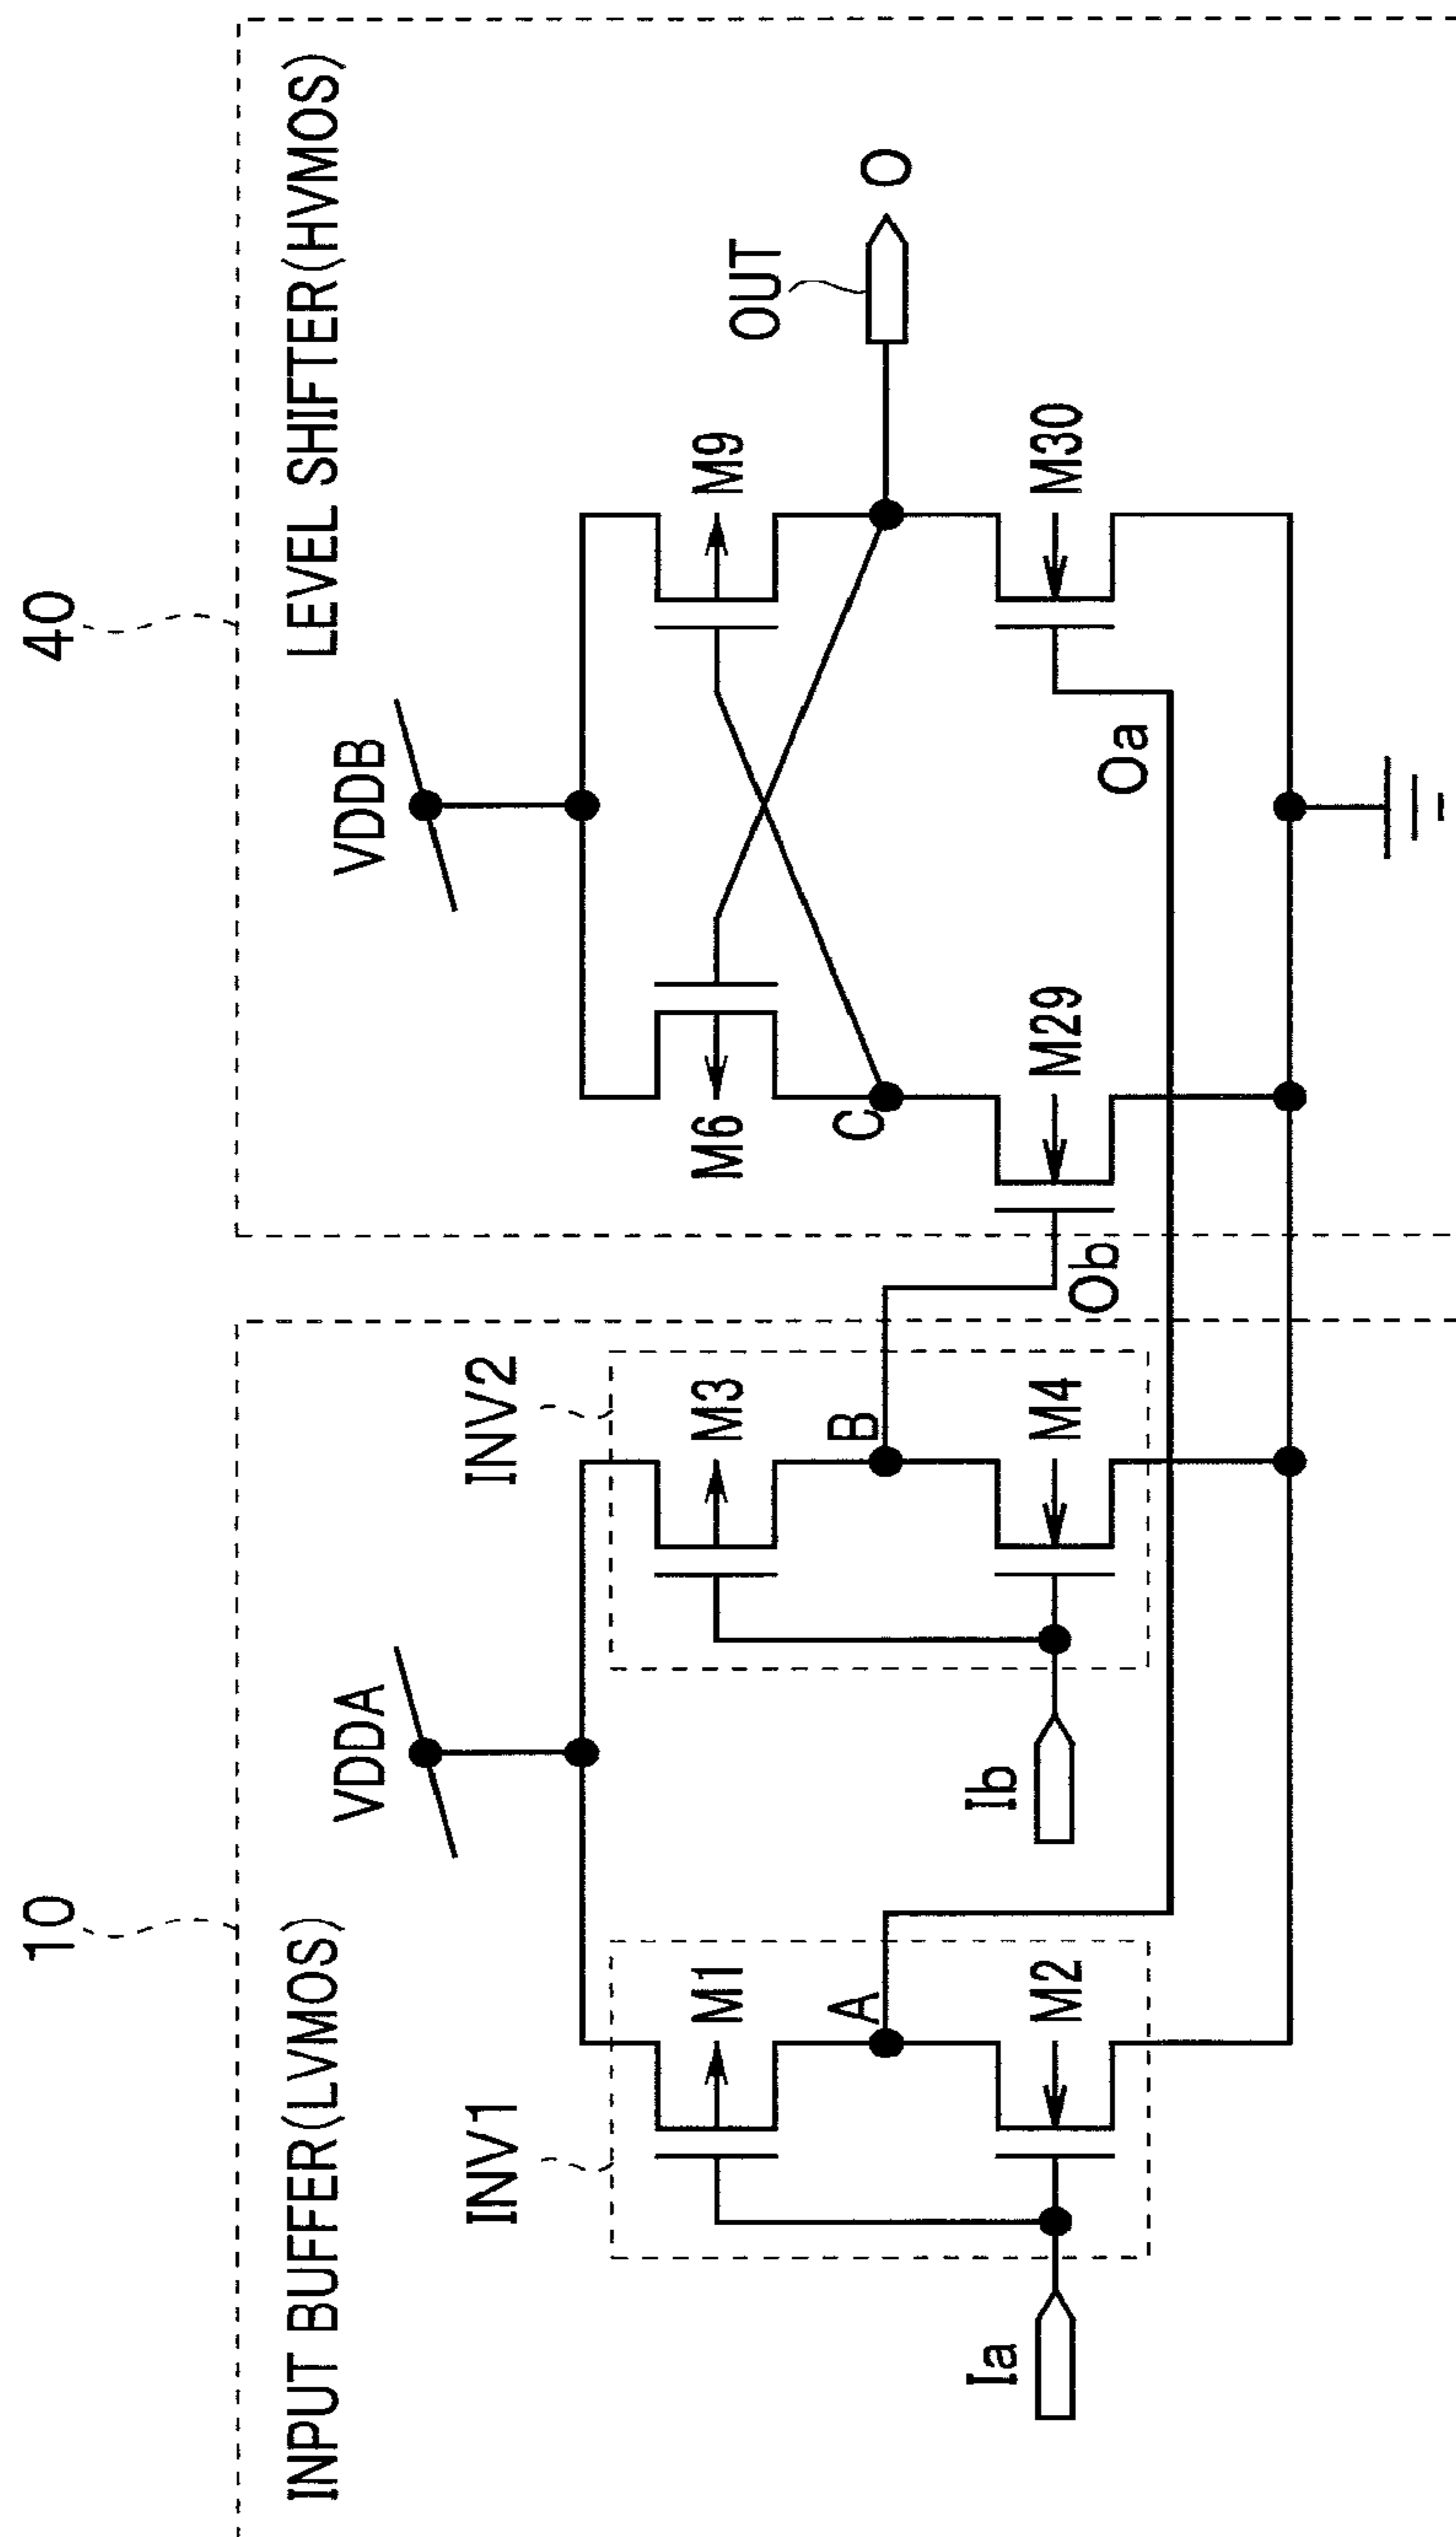 10
40
INPUT BUFFER(LVMOS)
LEVEL SHIFTER(HVMOS)
VDDA
VDDB
INV1
INV2
OUT
M1
M3
M6
M9
A
B
C
O
Ia
M2
Ib
M4
Ob
M29
M30
Oa